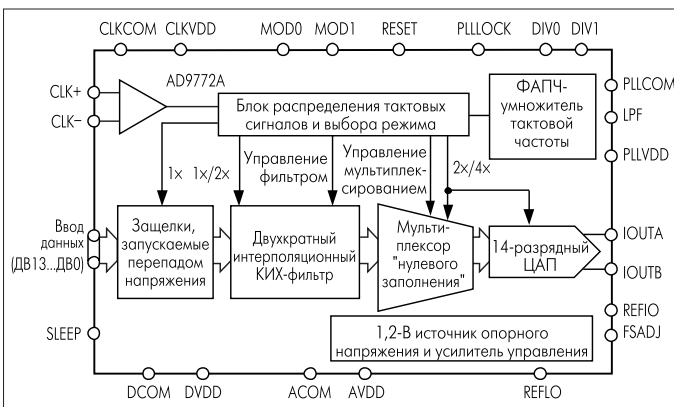 CLKCOM CLKVDD MOD0 MOD1 RESET PLLLOCK DIV0 DIV1
AD9772A
CLK+
CLK–
Блок распределения тактовых
сигналов и выбора режима
ФАПЧ-
умножитель
тактовой
частоты
PLLCOM
LPF
PLLVDD
1x 1x/2x
Управление
фильтром
Управление
мультиплек-
сированием
2x/4x
Ввод
данных
(ДВ13...ДВ0)
Защелки,
запускаемые
перепадом
напряжения
Двухкратный
интерполяционный
КИХ-фильтр
Мульти-
плексор
"нулевого
заполнения"
14-разрядный
ЦАП
IOUTA
IOUTB
REFIO
FSADJ
SLEEP
1,2-В источник опорного
напряжения и усилитель управления
DCOM DVDD ACOM AVDD REFLO